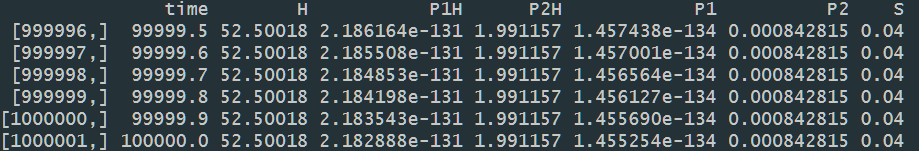 time H P1H P2H P1 P2 S
[999996,] 99999.5 52.50018 2.186164e-131 1.991157 1.457438e-134 0.000842815 0.04
[999997,] 99999.6 52.50018 2.185508e-131 1.991157 1.457001e-134 0.000842815 0.04
[999998,] 99999.7 52.50018 2.184853e-131 1.991157 1.456564e-134 0.000842815 0.04
[999999,] 99999.8 52.50018 2.184198e-131 1.991157 1.456127e-134 0.000842815 0.04
[1000000,] 99999.9 52.50018 2.183543e-131 1.991157 1.455690e-134 0.000842815 0.04
[1000001,] 100000.0 52.50018 2.182888e-131 1.991157 1.455254e-134 0.000842815 0.04